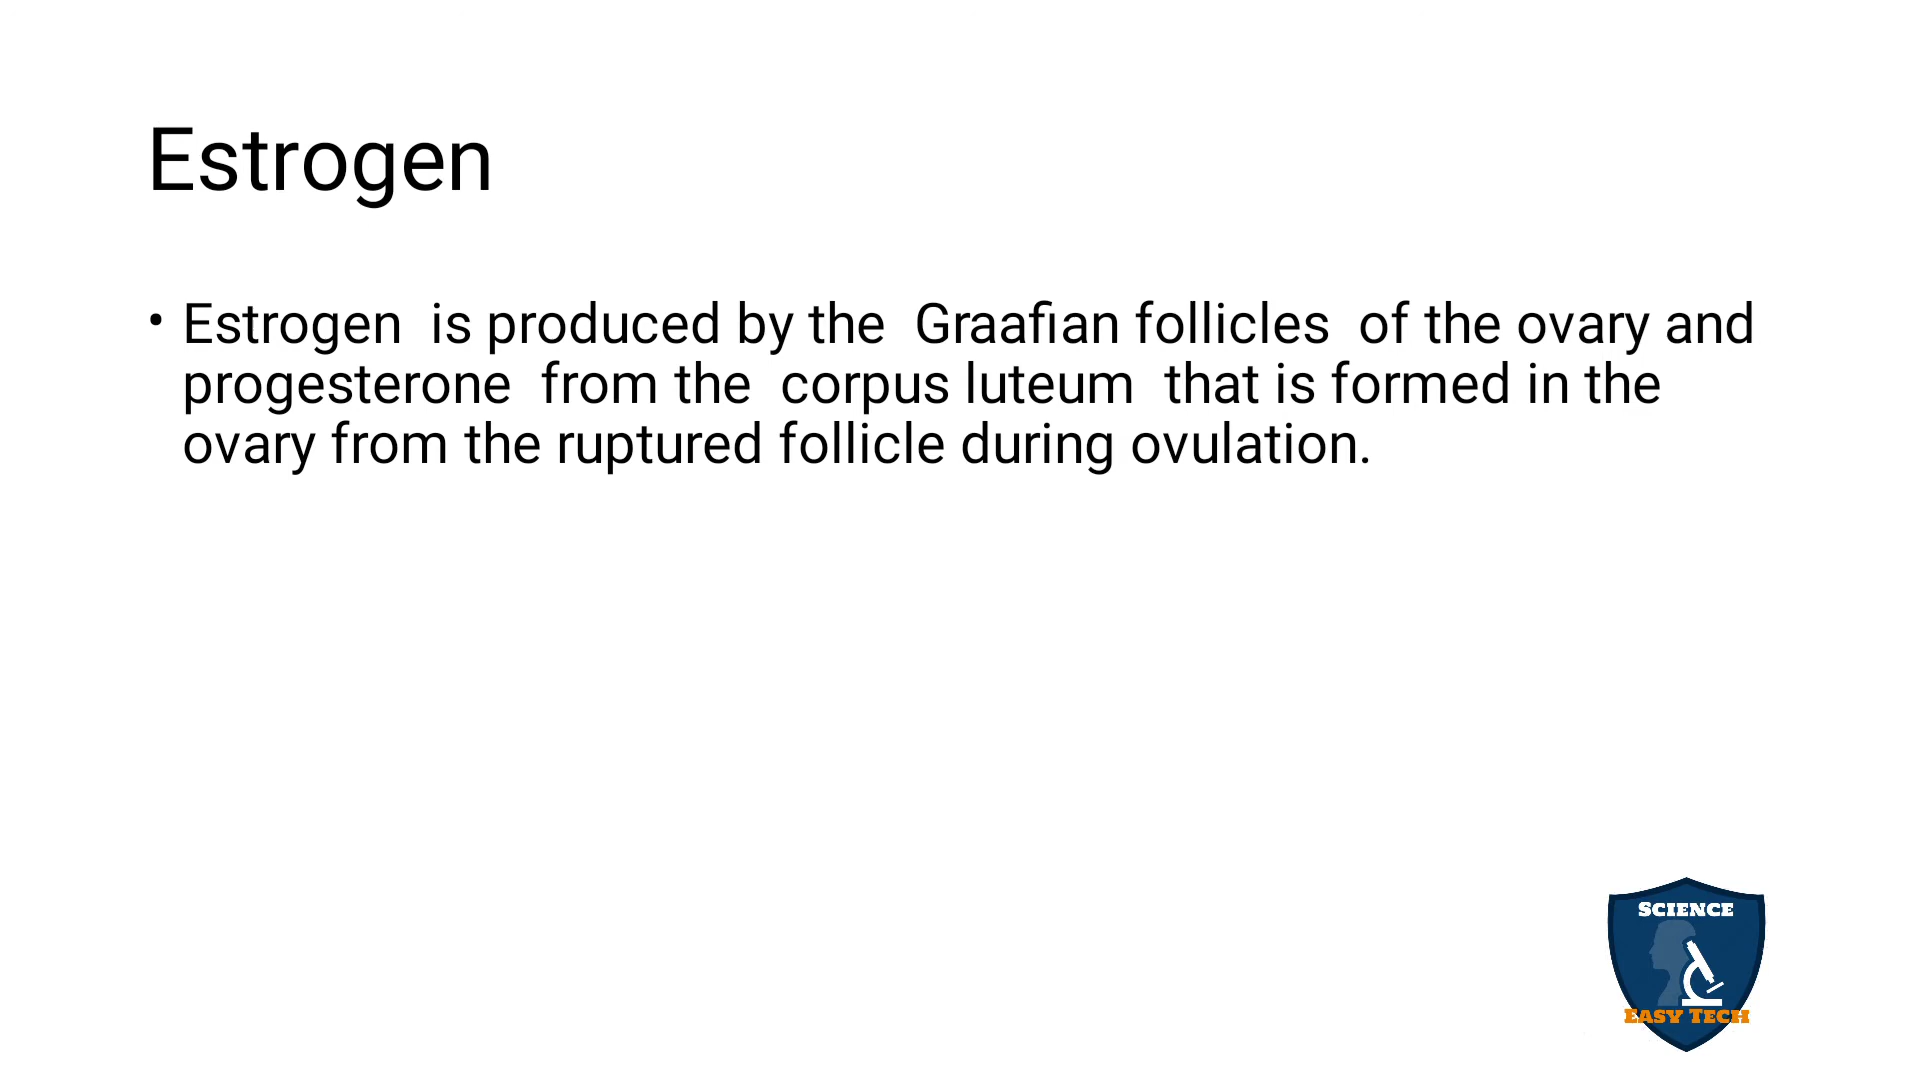 Estrogen
• Estrogen  is produced by the  Graafian follicles  of the ovary and
progesterone  from the  corpus luteum  that is formed in the
ovary from the ruptured follicle during ovulation.
SCIENCE
EASY TECH